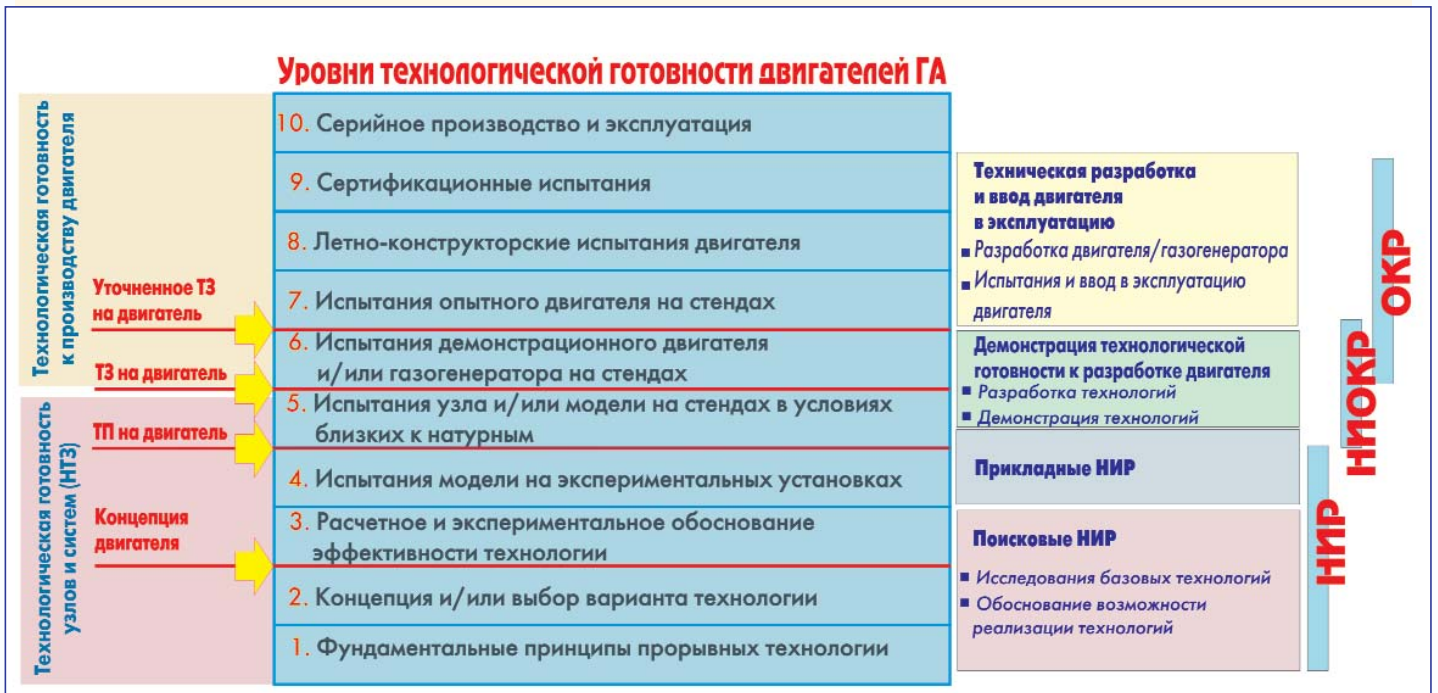 Уровни технологической готовности двигателей ГА
Технологическая готовность
к производству двигателя
Технологическая готовность
узлов и систем (НТЗ)
Уточненное ТЗ
на двигатель
ТЗ на двигатель
ТП на двигатель
Концепция
двигателя
10. Серийное производство и эксплуатация
9. Сертификационные испытания
8. Летно-конструкторские испытания двигателя
7. Испытания опытного двигателя на стендах
6. Испытания демонстрационного двигателя
и/или газогенератора на стендах
5. Испытания узла и/или модели на стендах в условиях
близких к натурным
4. Испытания модели на экспериментальных установках
3. Расчетное и экспериментальное обоснование
эффективности технологии
2. Концепция и/или выбор варианта технологии
1. Фундаментальные принципы прорывных технологии
Техническая разработка
и ввод двигателя
в эксплуатацию
▪ Разработка двигателя/газогенератора
▪ Испытания и ввод в эксплуатацию
двигателя
Демонстрация технологической
готовности к разработке двигателя
▪ Разработка технологий
▪ Демонстрация технологий
Прикладные НИР
Поисковые НИР
▪ Исследования базовых технологий
▪ Обоснование возможности
реализации технологий
ОКР
НИОКР
НИР